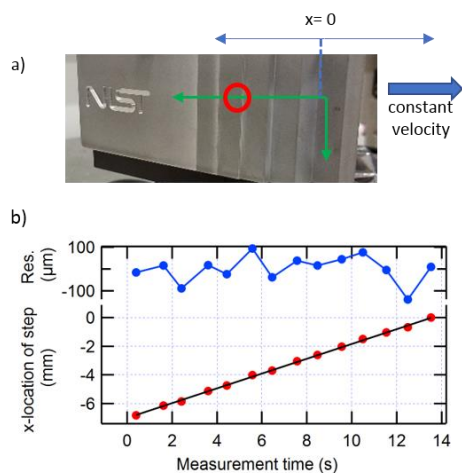 x= 0
a)
NIST
constant
velocity
b)
Res.
(µm)
100
-100
x-location of step
(mm)
0
-2
-4
-6
0 2 4 6 8 10 12 14
Measurement time (s)